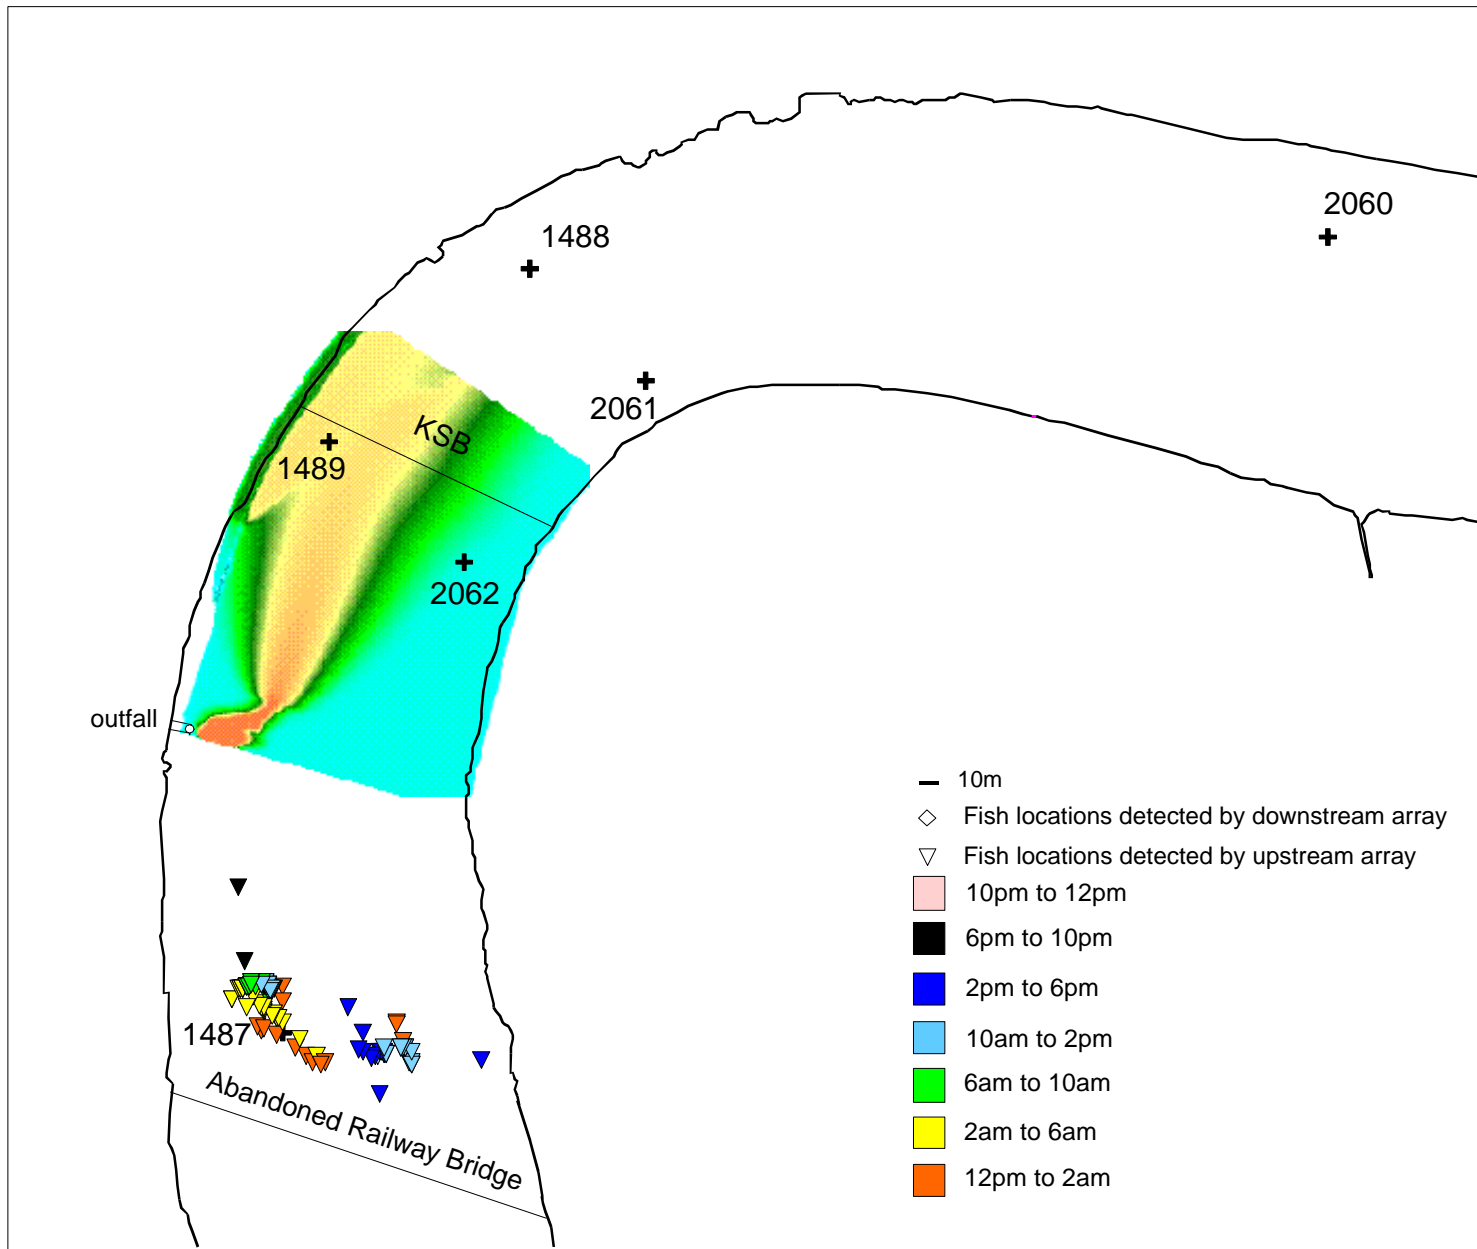 2060
1488
2061
KSB
1489
2062
outfall
10m
Fish locations detected by downstream array
Fish locations detected by upstream array
10pm to 12pm
6pm to 10pm
2pm to 6pm
10am to 2pm
6am to 10am
2am to 6am
12pm to 2am
1487
Abandoned Railway Bridge